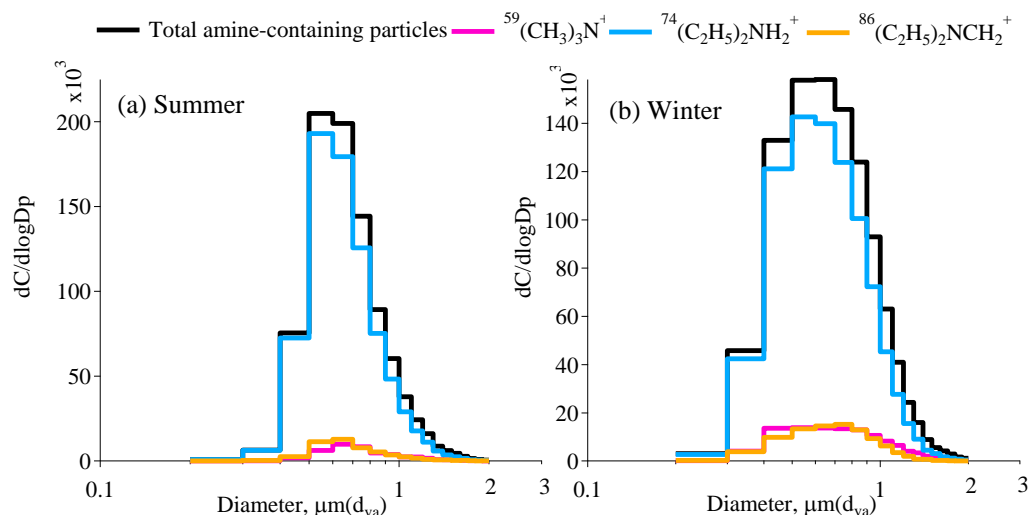 Total amine-containing particles ⁵⁹(CH₃)₃N⁺ ⁷⁴(C₂H₅)₂NH₂⁺ ⁸⁶(C₂H₅)₂NCH₂⁺
x10³
(a) Summer
200
150
100
50
0
dC/dlogDp
0.1 1 2 3
Diameter, μm(dᵥₐ)
x10³
(b) Winter
140
120
100
80
60
40
20
0
dC/dlogDp
0.1 1 2 3
Diameter, μm(dᵥₐ)